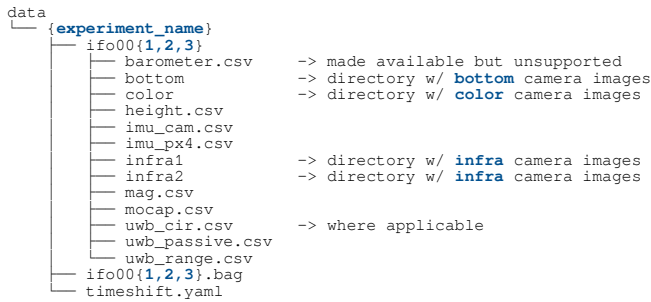 data
└── {experiment_name}
    ├── ifo00{1,2,3}
    │   ├── barometer.csv    -> made available but unsupported
    │   ├── bottom           -> directory w/ bottom camera images
    │   ├── color            -> directory w/ color camera images
    │   ├── height.csv
    │   ├── imu_cam.csv
    │   ├── imu_px4.csv
    │   ├── infra1           -> directory w/ infra camera images
    │   ├── infra2           -> directory w/ infra camera images
    │   ├── mag.csv
    │   ├── mocap.csv
    │   ├── uwb_cir.csv      -> where applicable
    │   ├── uwb_passive.csv
    │   └── uwb_range.csv
    ├── ifo00{1,2,3}.bag
    └── timeshift.yaml